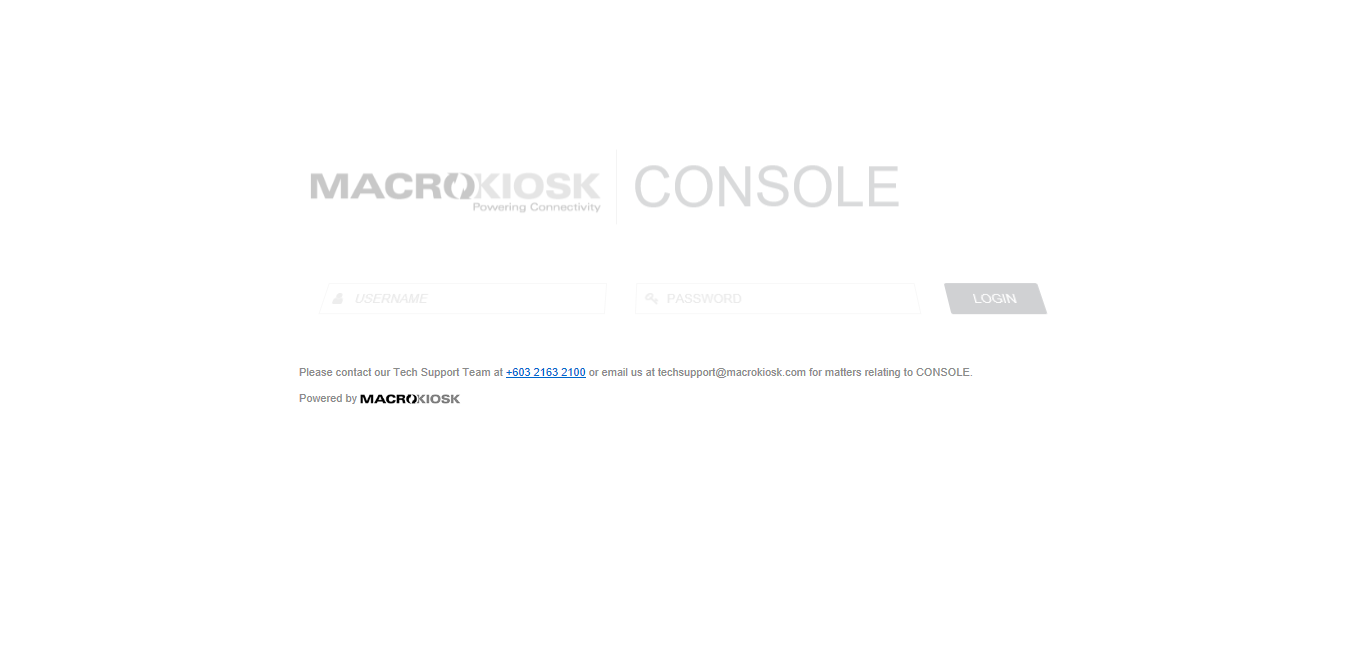 MACROKIOSK
Powering Connectivity
CONSOLE
USERNAME
PASSWORD
LOGIN
Please contact our Tech Support Team at +603 2163 2100 or email us at techsupport@macrokiosk.com for matters relating to CONSOLE.
Powered by MACROKIOSK